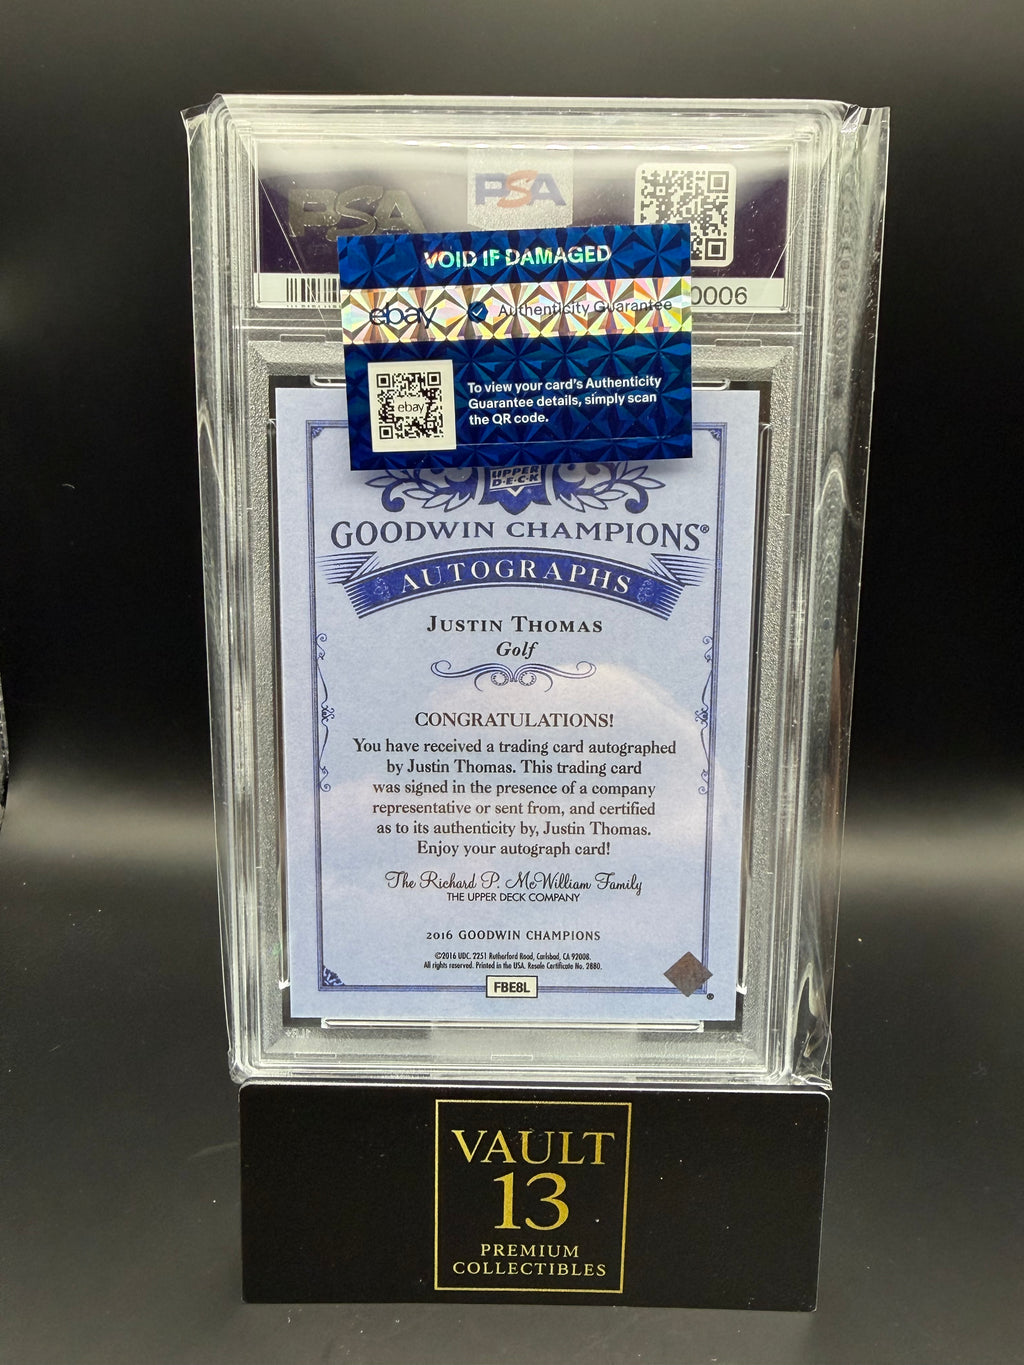 PSA
PSA
VOID IF DAMAGED
0006
ebay Authenticity Guarantee
ebay
To view your card's Authenticity
Guarantee details, simply scan
the QR code.
UPPER
D·E·C·K
GOODWIN CHAMPIONS®
AUTOGRAPHS
JUSTIN THOMAS
Golf
CONGRATULATIONS!
You have received a trading card autographed
by Justin Thomas. This trading card
was signed in the presence of a company
representative or sent from, and certified
as to its authenticity by, Justin Thomas.
Enjoy your autograph card!
The Richard P. McWilliam Family
THE UPPER DECK COMPANY
2016 GOODWIN CHAMPIONS
©2016 UDC. 2251 Rutherford Road, Carlsbad, CA 92008.
All rights reserved. Printed in the USA. Resale Certificate No. 2880.
FBE8L
VAULT
13
PREMIUM
COLLECTIBLES